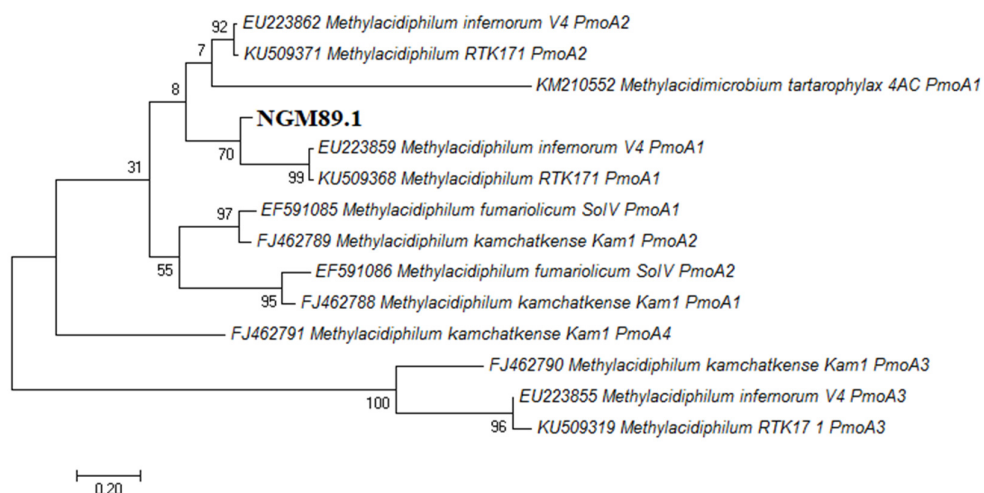 92
EU223862 Methylacidiphilum infernorum V4 PmoA2
7
KU509371 Methylacidiphilum RTK171 PmoA2
8
KM210552 Methylacidimicrobium tartarophylax 4AC PmoA1
NGM89.1
70
EU223859 Methylacidiphilum infernorum V4 PmoA1
31
99
KU509368 Methylacidiphilum RTK171 PmoA1
97
EF591085 Methylacidiphilum fumariolicum SolV PmoA1
FJ462789 Methylacidiphilum kamchatkense Kam1 PmoA2
55
EF591086 Methylacidiphilum fumariolicum SolV PmoA2
95
FJ462788 Methylacidiphilum kamchatkense Kam1 PmoA1
FJ462791 Methylacidiphilum kamchatkense Kam1 PmoA4
FJ462790 Methylacidiphilum kamchatkense Kam1 PmoA3
100
EU223855 Methylacidiphilum infernorum V4 PmoA3
96
KU509319 Methylacidiphilum RTK17 1 PmoA3
0.20